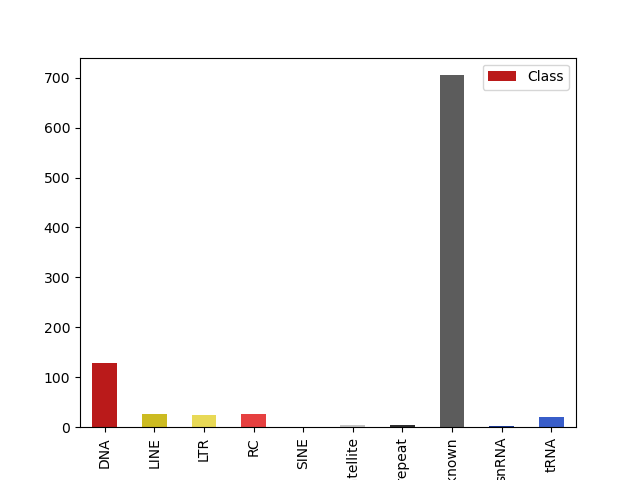 700
600
500
400
300
200
100
0
Class
DNA
LINE
LTR
RC
SINE
tellite
repeat
known
snRNA
tRNA